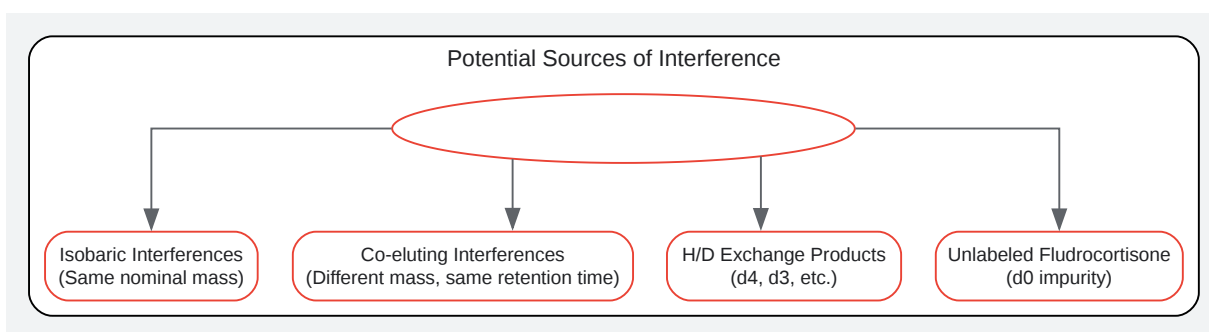 Potential Sources of Interference
Isobaric Interferences
(Same nominal mass)
Co-eluting Interferences
(Different mass, same retention time)
H/D Exchange Products
(d4, d3, etc.)
Unlabeled Fludrocortisone
(d0 impurity)